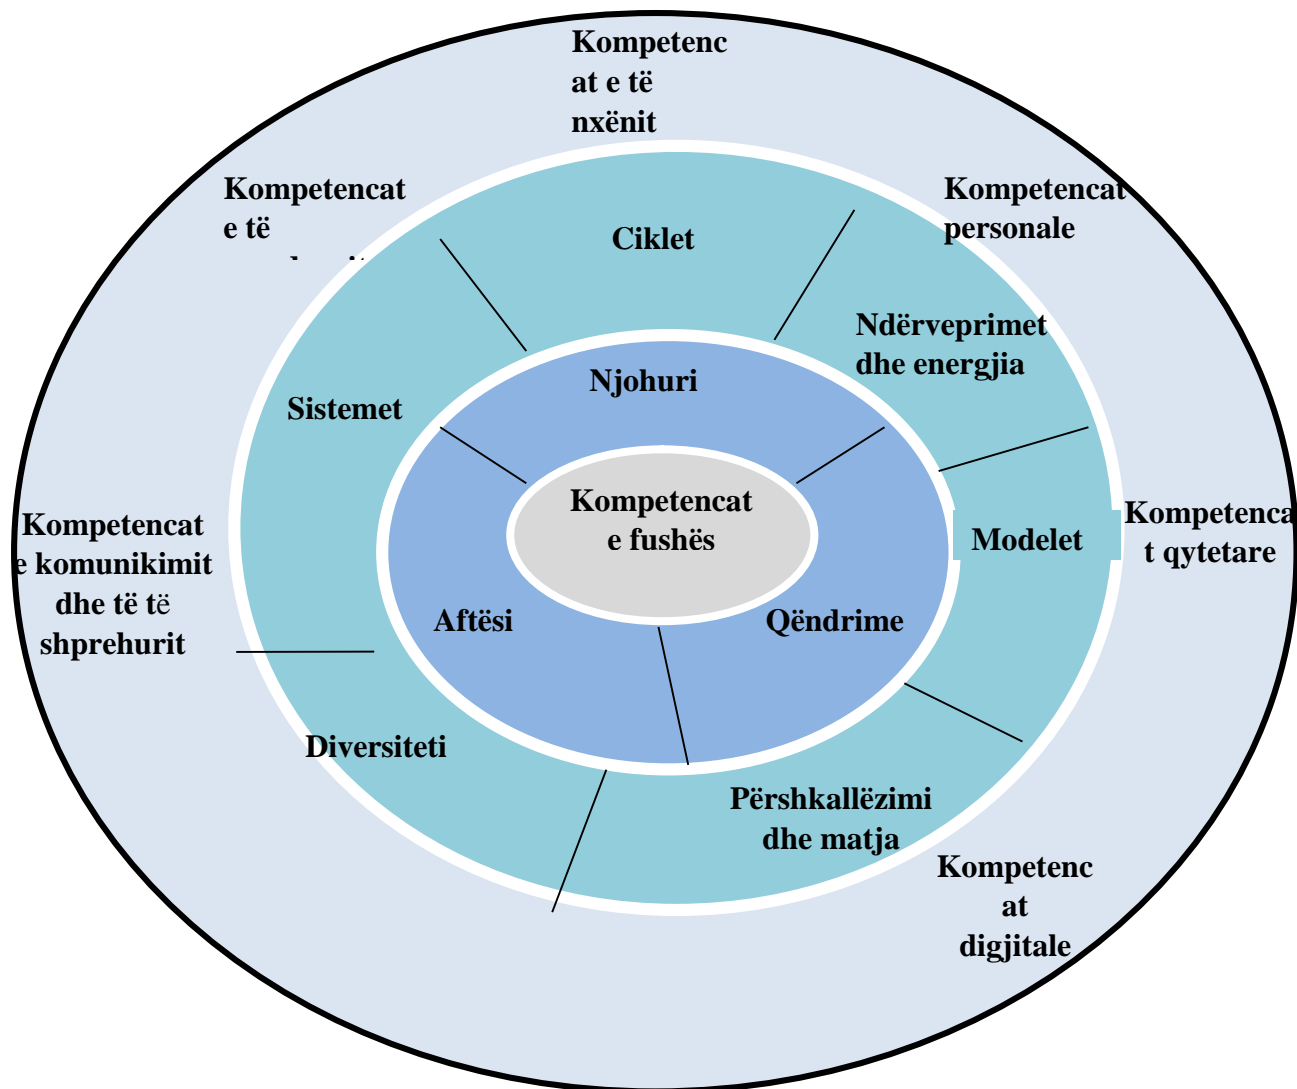 Kompetenc
at e të
nxënit
Kompetencat
e të
Kompetencat
personale
Ciklet
Ndërveprimet
dhe energjia
Njohuri
Sistemet
Kompetencat
e fushës
Kompetencat
e komunikimit
dhe të të
shprehurit
Modelet
Kompetenca
t qytetare
Aftësi
Qëndrime
Diversiteti
Përshkallëzimi
dhe matja
Kompetenc
at
digjitale